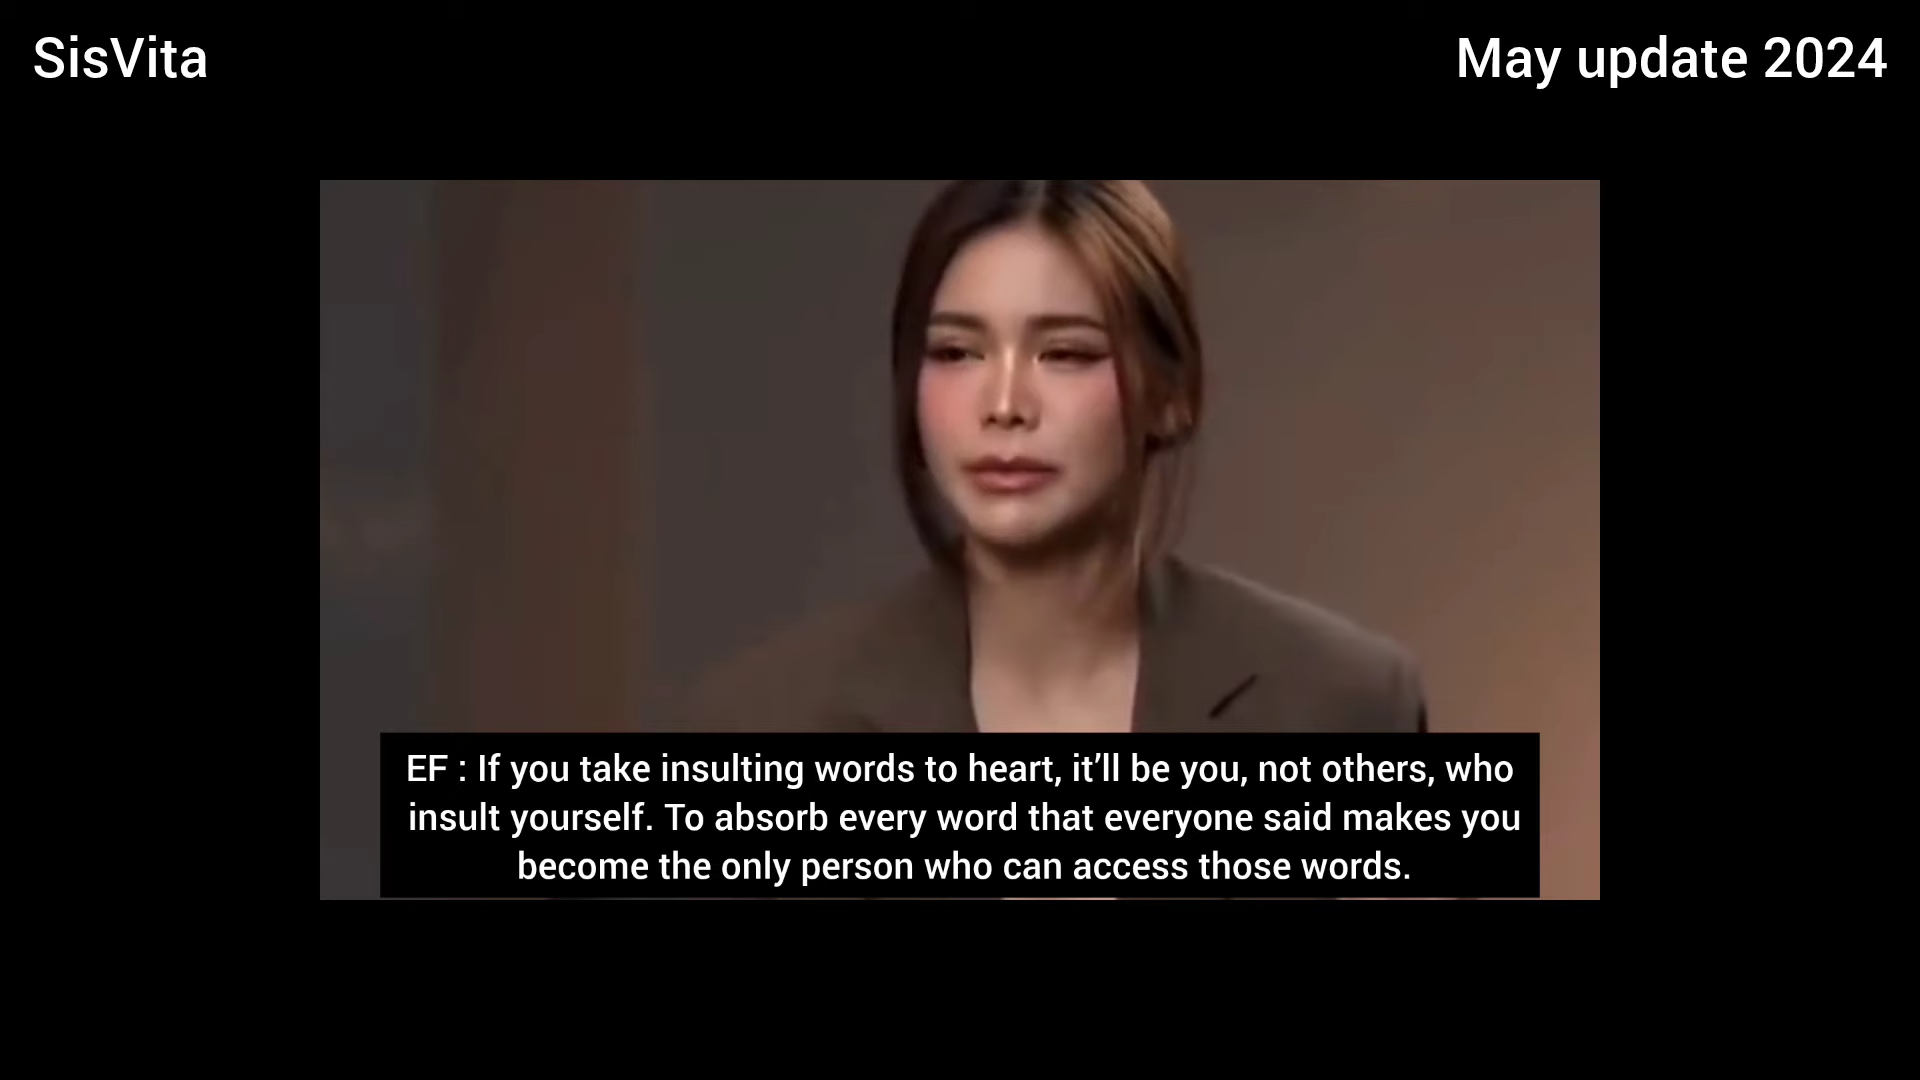 SisVita
May update 2024
EF : If you take insulting words to heart, it’ll be you, not others, who
insult yourself. To absorb every word that everyone said makes you
become the only person who can access those words.